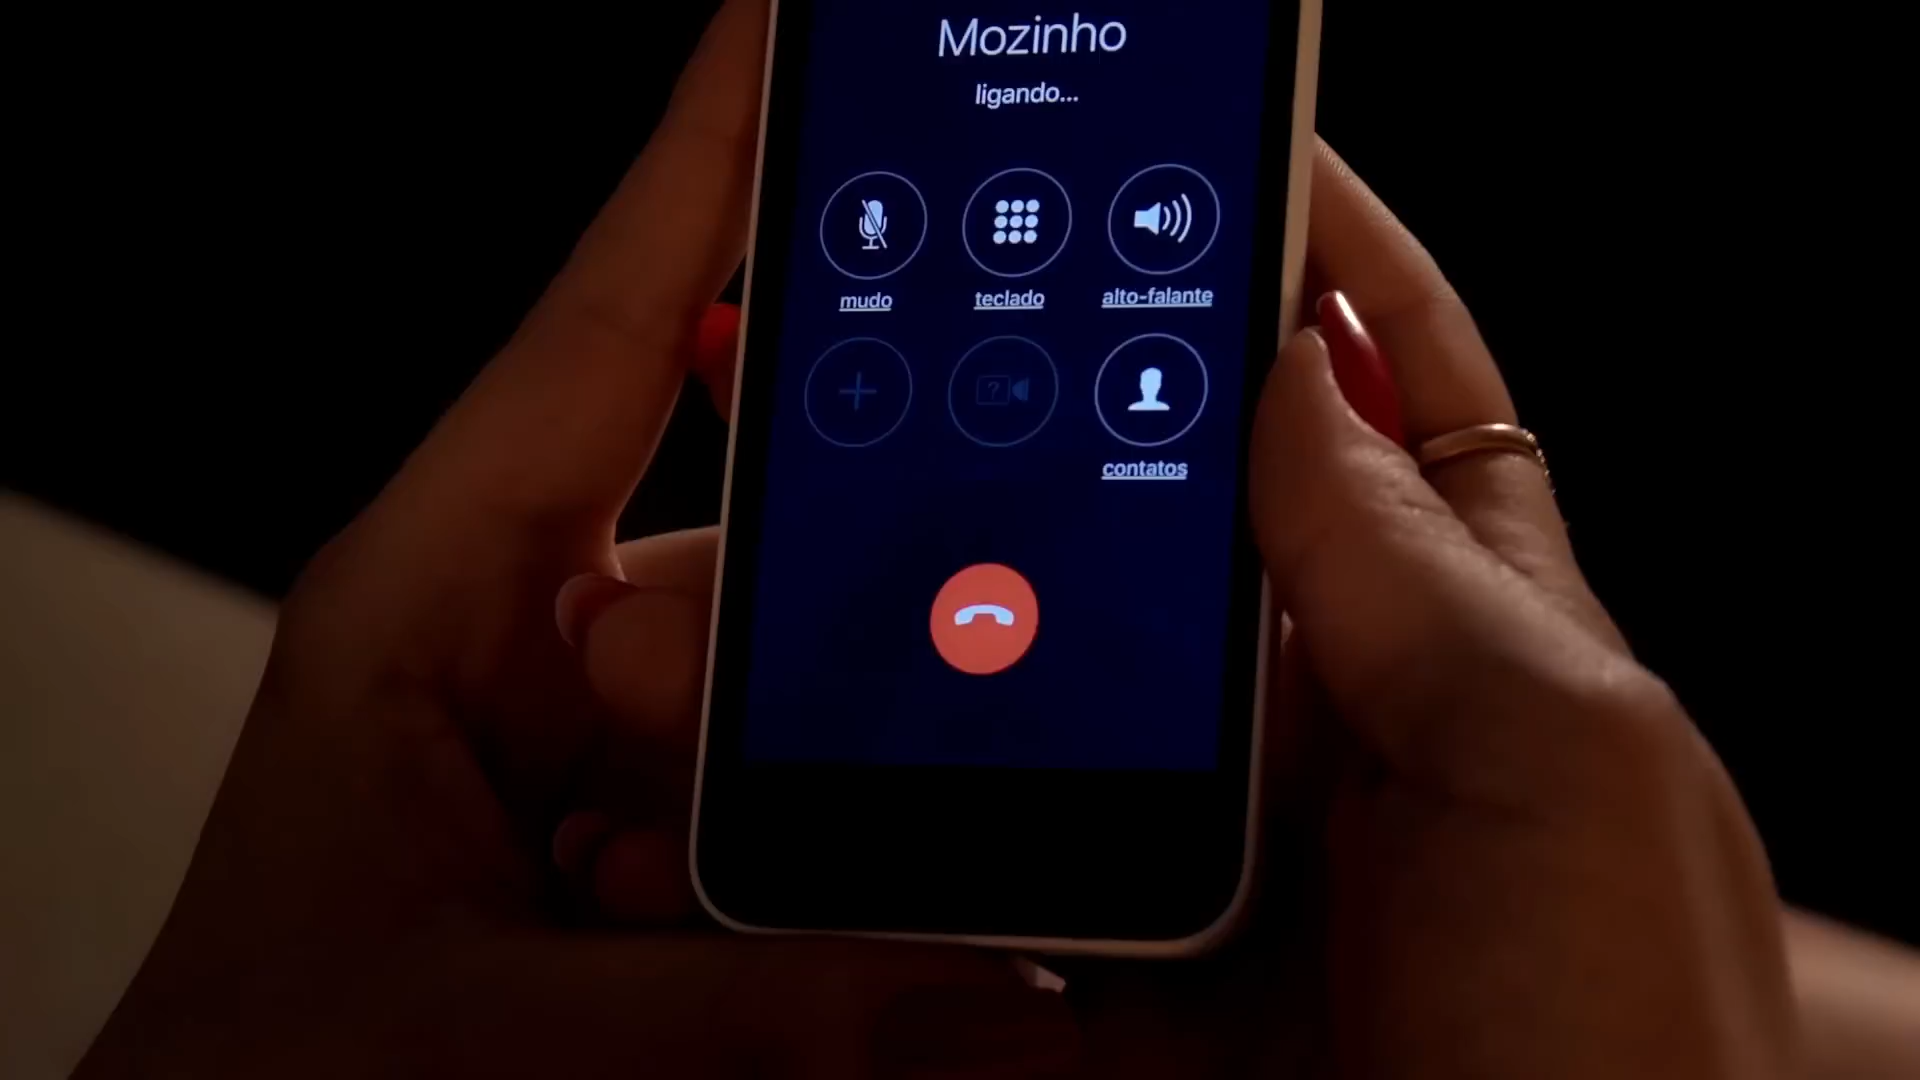 Mozinho
ligando...
mudo
teclado
alto-falante
contatos